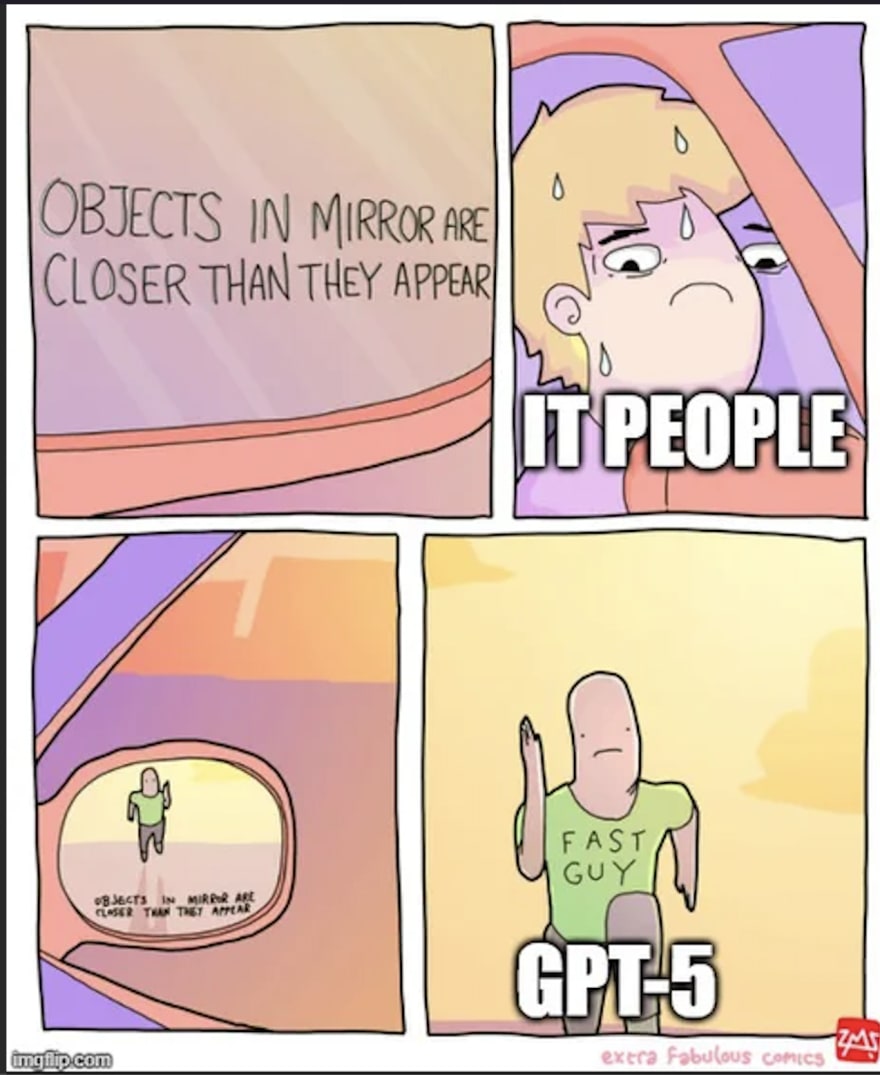 OBJECTS IN MIRROR ARE
CLOSER THAN THEY APPEAR
IT PEOPLE
OBJECTS IN MIRROR ARE
CLOSER THAN THEY APPEAR
FAST
GUY
GPT-5
imgflip.com
extra fabulous comics
ZMS